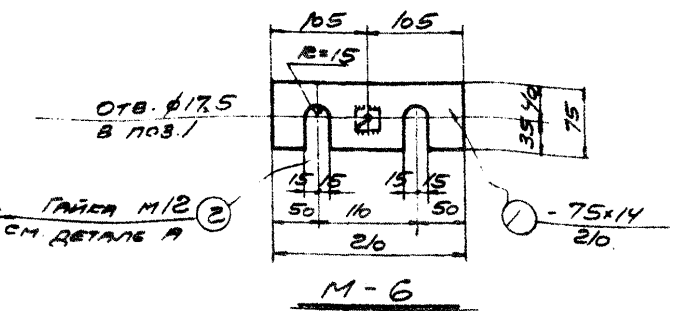 105 105
R=15
ОТВ. ϕ17,5
В ПОЗ.1
40
35
75
15 15 15 15
ГАЙКА М12 2
СМ. ДЕТАЛЬ А
50 110 50
210
1 - 75×14
210
М-6